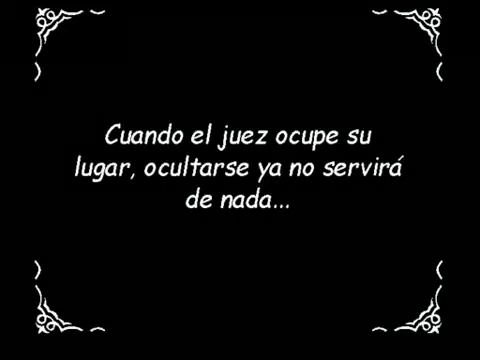 Cuando el juez ocupe su
lugar, ocultarse ya no servirá
de nada...